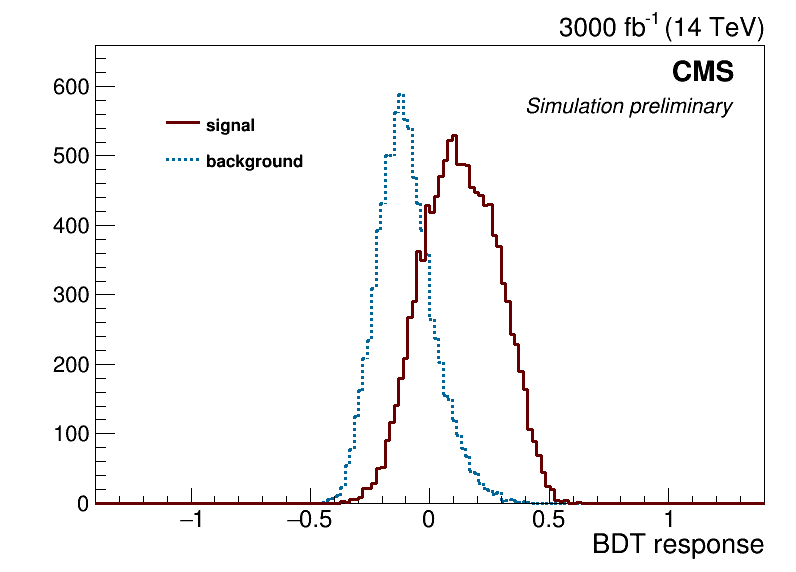 3000 fb-1 (14 TeV)
CMS
Simulation preliminary
signal
background
600
500
400
300
200
100
0
−1 −0.5 0 0.5 1
BDT response